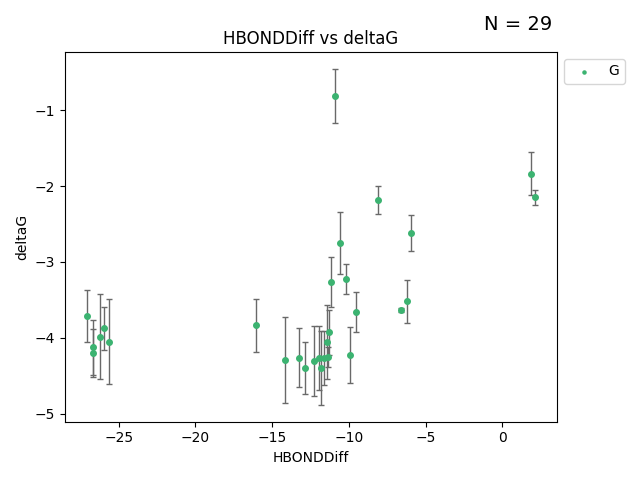 N = 29
HBONDDiff vs deltaG
G
−1
−2
−3
−4
−5
deltaG
−25 −20 −15 −10 −5 0
HBONDDiff